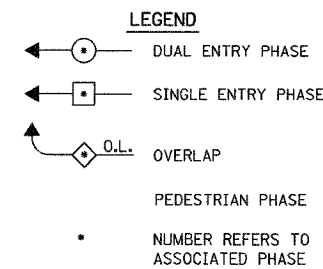 LEGEND
* DUAL ENTRY PHASE
* SINGLE ENTRY PHASE
* O.L. OVERLAP
PEDESTRIAN PHASE
* NUMBER REFERS TO
ASSOCIATED PHASE